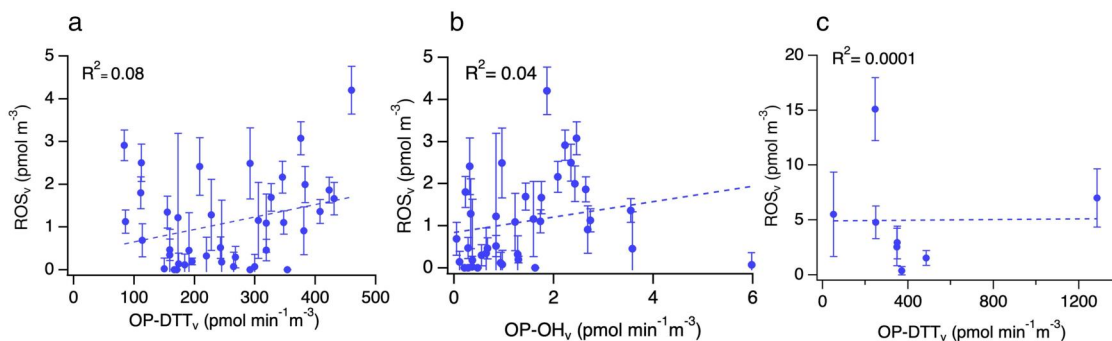 a
R² = 0.08
5
4
3
2
1
0
ROSᵥ (pmol m⁻³)
0 100 200 300 400 500
OP-DTTᵥ (pmol min⁻¹m⁻³)
b
R² = 0.04
5
4
3
2
1
0
ROSᵥ (pmol m⁻³)
0 2 4 6
OP-OHᵥ (pmol min⁻¹m⁻³)
c
R² = 0.0001
20
15
10
5
0
ROSᵥ (pmol m⁻³)
0 400 800 1200
OP-DTTᵥ (pmol min⁻¹m⁻³)